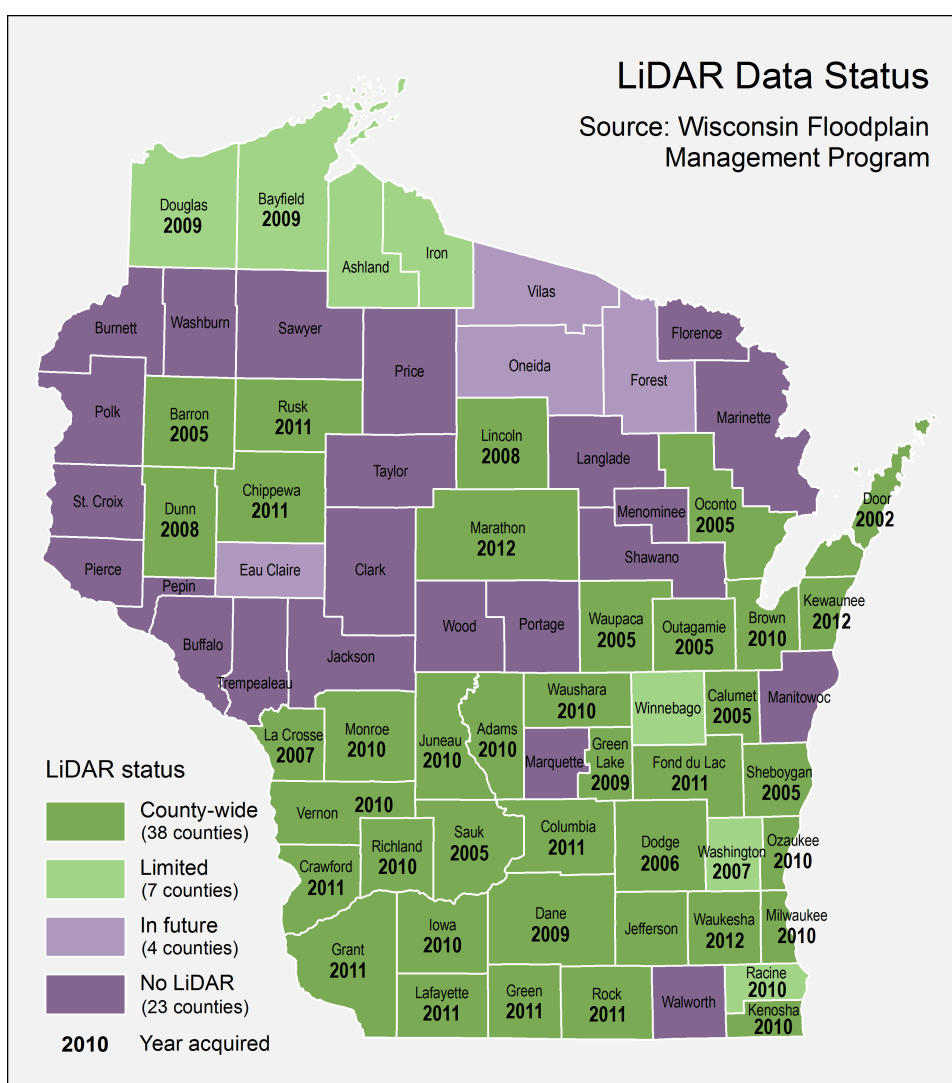 LiDAR Data Status
Source: Wisconsin Floodplain
Management Program
Douglas
2009
Bayfield
2009
Ashland
Iron
Vilas
Burnett
Washburn
Sawyer
Florence
Price
Oneida
Forest
Polk
Barron
2005
Rusk
2011
Marinette
Lincoln
2008
Langlade
Taylor
St. Croix
Dunn
2008
Chippewa
2011
Oconto
2005
Door
2002
Menominee
Marathon
2012
Shawano
Pierce
Eau Claire
Clark
Pepin
Kewaunee
2012
Waupaca
2005
Outagamie
2005
Brown
2010
Wood
Portage
Buffalo
Jackson
Trempealeau
Waushara
2010
Winnebago
Calumet
2005
Manitowoc
La Crosse
2007
Monroe
2010
Juneau
2010
Adams
2010
Marquette
Green
Lake
2009
Fond du Lac
2011
Sheboygan
2005
Vernon
2010
Richland
2010
Sauk
2005
Columbia
2011
Dodge
2006
Washington
2007
Ozaukee
2010
Crawford
2011
Grant
2011
Iowa
2010
Dane
2009
Jefferson
Waukesha
2012
Milwaukee
2010
Lafayette
2011
Green
2011
Rock
2011
Walworth
Racine
2010
Kenosha
2010
LiDAR status
County-wide
(38 counties)
Limited
(7 counties)
In future
(4 counties)
No LiDAR
(23 counties)
2010 Year acquired